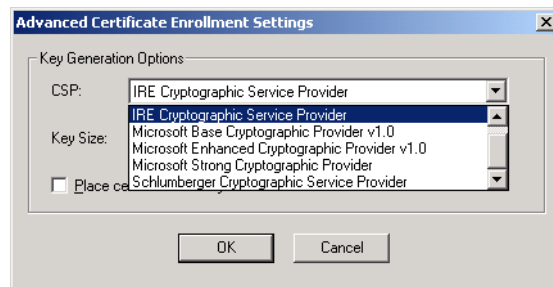 Advanced Certificate Enrollment Settings
Key Generation Options
CSP:
IRE Cryptographic Service Provider
IRE Cryptographic Service Provider
Microsoft Base Cryptographic Provider v1.0
Key Size:
Microsoft Enhanced Cryptographic Provider v1.0
Microsoft Strong Cryptographic Provider
Place ce
Schlumberger Cryptographic Service Provider
OK
Cancel